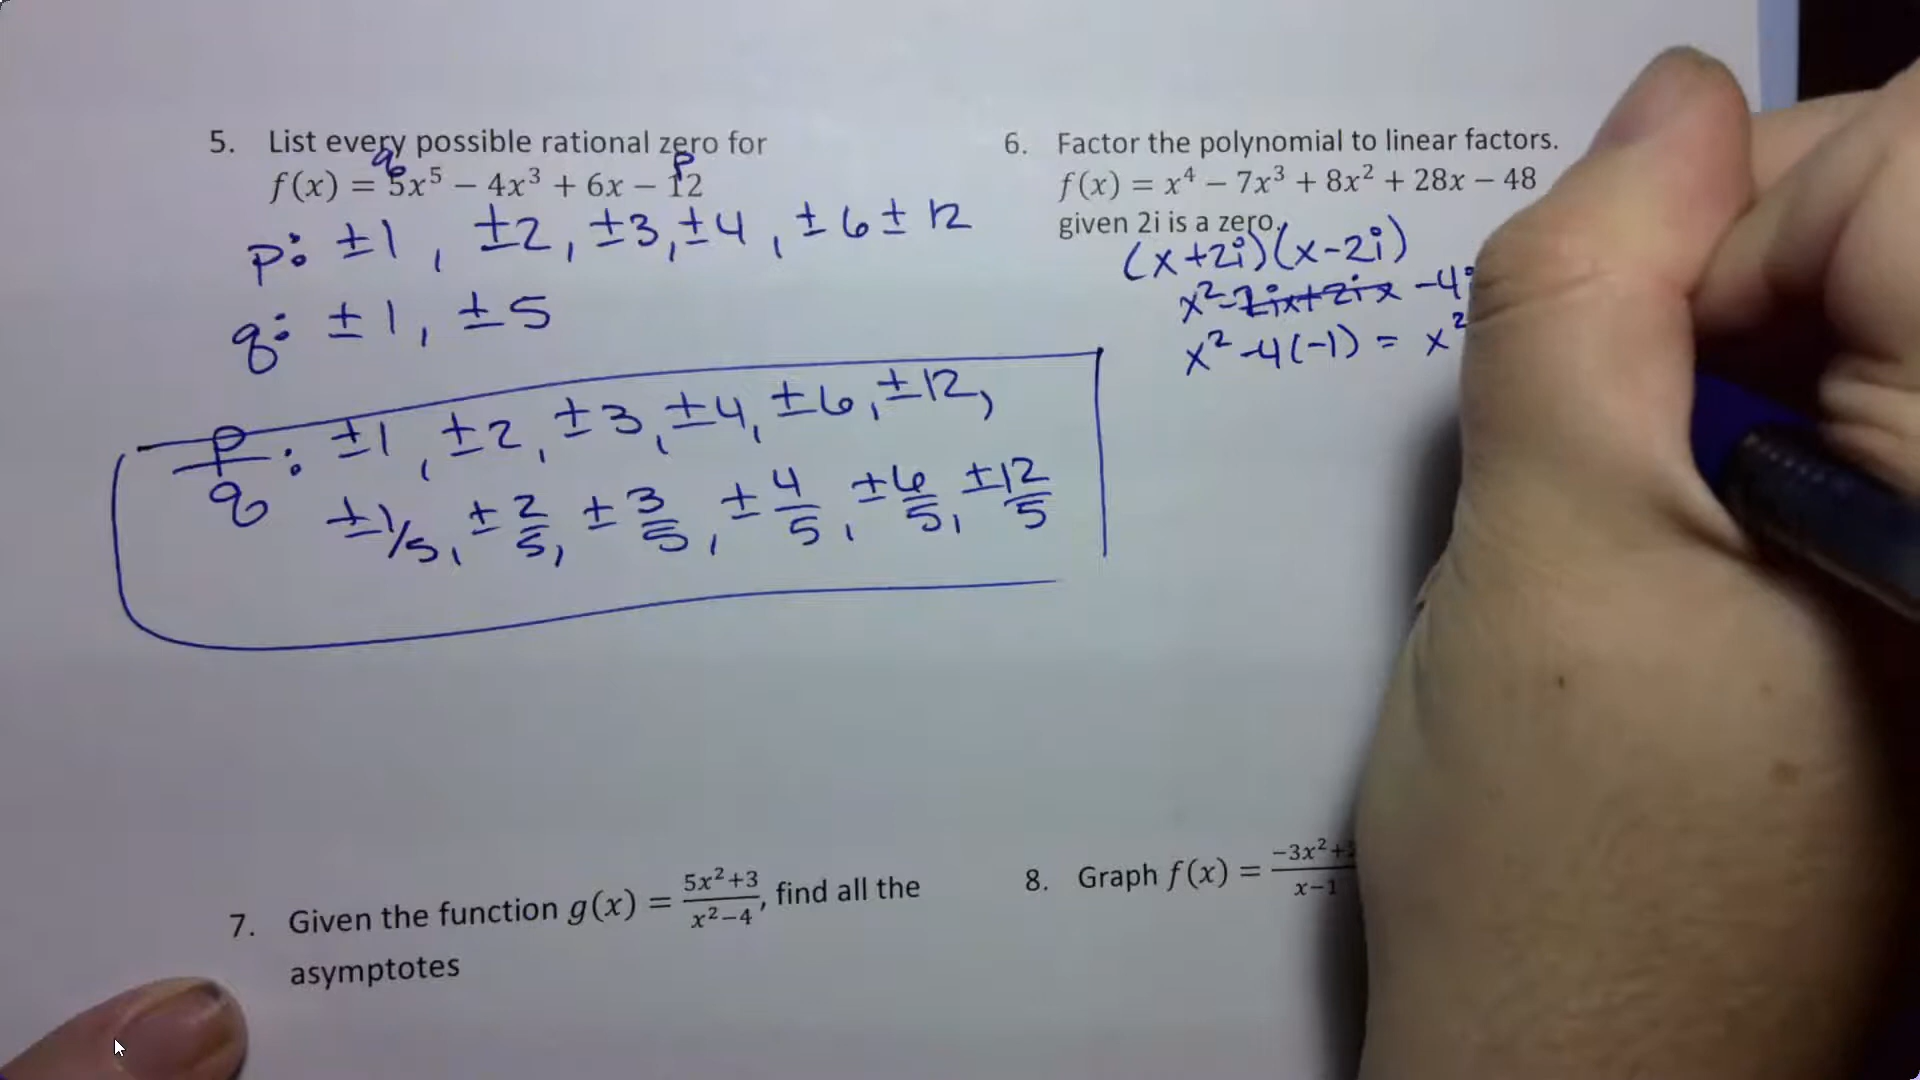 5. List every possible rational zero for
q p
f(x) = 5x⁵ − 4x³ + 6x − 12
p: ±1, ±2, ±3, ±4, ±6 ±12
q: ±1, ±5
p/q: ±1, ±2, ±3, ±4, ±6, ±12,
±1/5, ±2/5, ±3/5, ±4/5, ±6/5, ±12/5
6. Factor the polynomial to linear factors.
f(x) = x⁴ − 7x³ + 8x² + 28x − 48
given 2i is a zero.
(x+2i)(x-2i)
x²-2ix+2ix -4i
x²-4(-1) = x²
7. Given the function g(x) = (5x²+3)/(x²−4), find all the
asymptotes
8. Graph f(x) = (−3x²+)/(x−1)